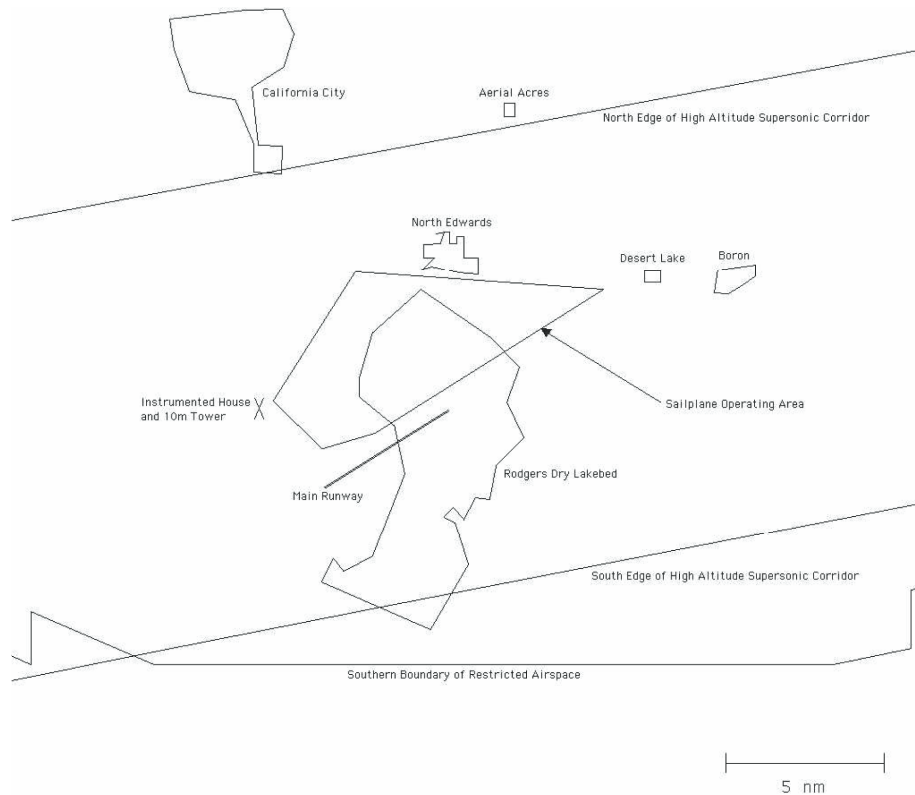 California City
Aerial Acres
North Edge of High Altitude Supersonic Corridor
North Edwards
Desert Lake
Boron
Instrumented House
and 10m Tower
Sailplane Operating Area
Main Runway
Rodgers Dry Lakebed
South Edge of High Altitude Supersonic Corridor
Southern Boundary of Restricted Airspace
5 nm